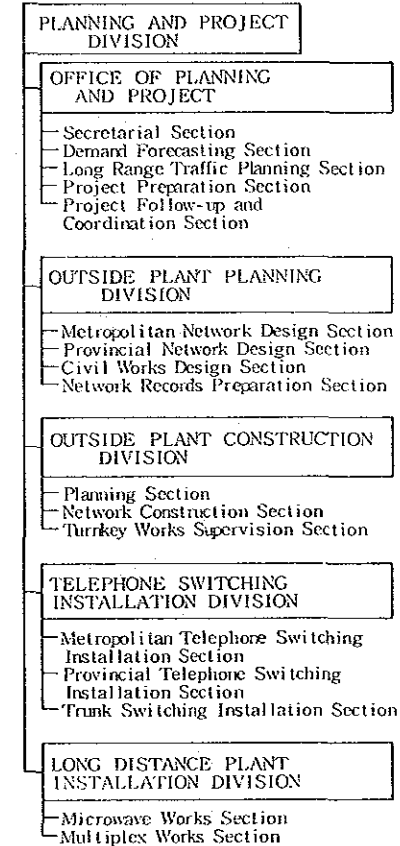 PLANNING AND PROJECT
DIVISION
OFFICE OF PLANNING
AND PROJECT
Secretarial Section
Demand Forecasting Section
Long Range Traffic Planning Section
Project Preparation Section
Project Follow-up and
Coordination Section
OUTSIDE PLANT PLANNING
DIVISION
Metropolitan Network Design Section
Provincial Network Design Section
Civil Works Design Section
Network Records Preparation Section
OUTSIDE PLANT CONSTRUCTION
DIVISION
Planning Section
Network Construction Section
Turnkey Works Supervision Section
TELEPHONE SWITCHING
INSTALLATION DIVISION
Metropolitan Telephone Switching
Installation Section
Provincial Telephone Switching
Installation Section
Trunk Switching Installation Section
LONG DISTANCE PLANT
INSTALLATION DIVISION
Microwave Works Section
Multiplex Works Section